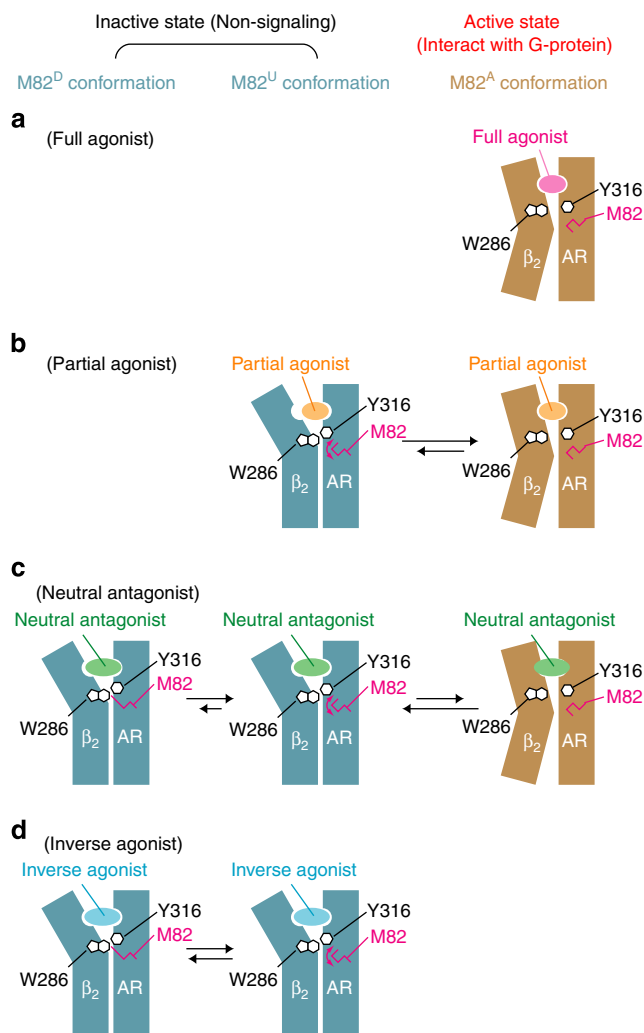 Inactive state (Non-signaling)
Active state
(Interact with G-protein)
M82ᴰ conformation
M82ᵁ conformation
M82ᴬ conformation
a
(Full agonist)
Full agonist
Y316
M82
W286
β₂
AR
b
(Partial agonist)
Partial agonist
Y316
M82
W286
β₂
AR
Partial agonist
Y316
M82
W286
β₂
AR
c
(Neutral antagonist)
Neutral antagonist
Y316
M82
W286
β₂
AR
Neutral antagonist
Y316
M82
W286
β₂
AR
Neutral antagonist
Y316
M82
W286
β₂
AR
d
(Inverse agonist)
Inverse agonist
Y316
M82
W286
β₂
AR
Inverse agonist
Y316
M82
W286
β₂
AR